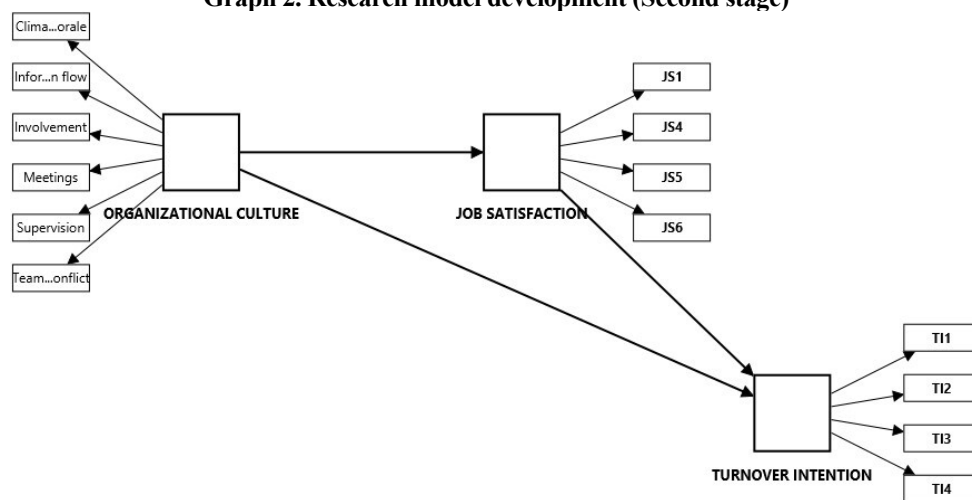 Graph 2. Research model development (Second stage)
Clima...orale
Infor...n flow
Involvement
Meetings
Supervision
Team...onflict
ORGANIZATIONAL CULTURE
JOB SATISFACTION
JS1
JS4
JS5
JS6
TURNOVER INTENTION
TI1
TI2
TI3
TI4